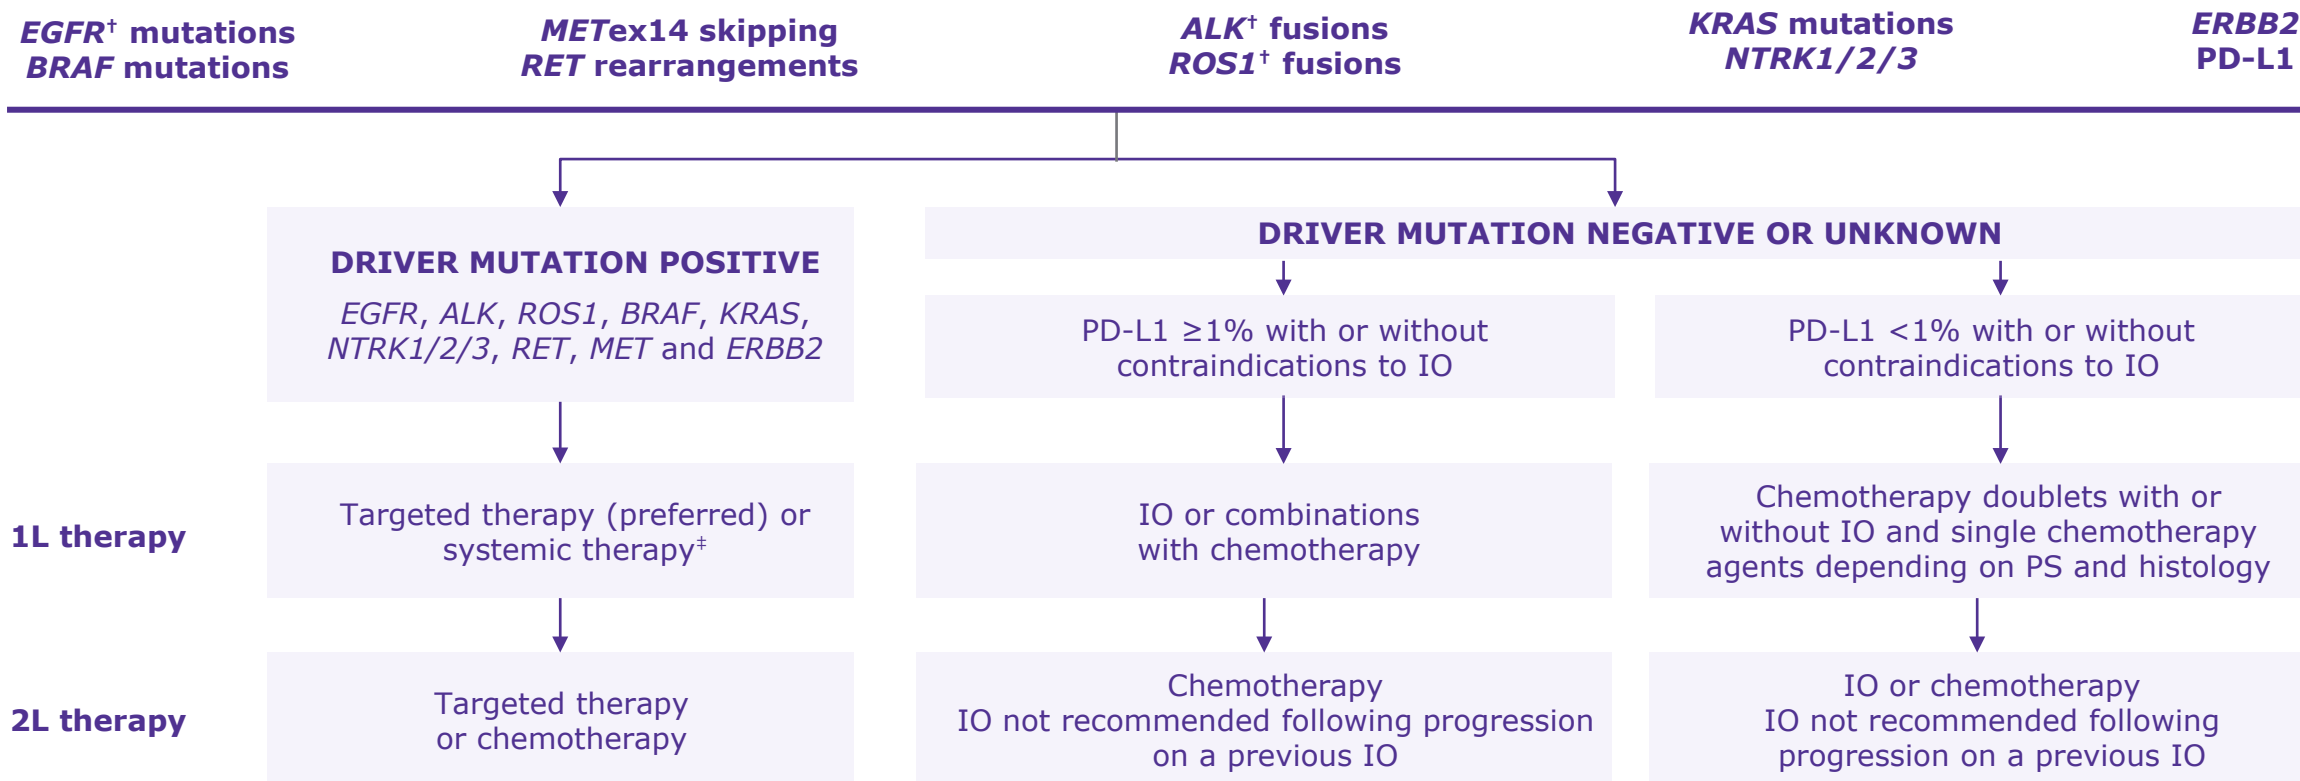 EGFR† mutations
BRAF mutations
METex14 skipping
RET rearrangements
ALK† fusions
ROS1† fusions
KRAS mutations
NTRK1/2/3
ERBB2
PD-L1
DRIVER MUTATION POSITIVE
EGFR, ALK, ROS1, BRAF, KRAS,
NTRK1/2/3, RET, MET and ERBB2
DRIVER MUTATION NEGATIVE OR UNKNOWN
PD-L1 ≥1% with or without
contraindications to IO
PD-L1 <1% with or without
contraindications to IO
1L therapy
Targeted therapy (preferred) or
systemic therapy‡
IO or combinations
with chemotherapy
Chemotherapy doublets with or
without IO and single chemotherapy
agents depending on PS and histology
2L therapy
Targeted therapy
or chemotherapy
Chemotherapy
IO not recommended following progression
on a previous IO
IO or chemotherapy
IO not recommended following
progression on a previous IO